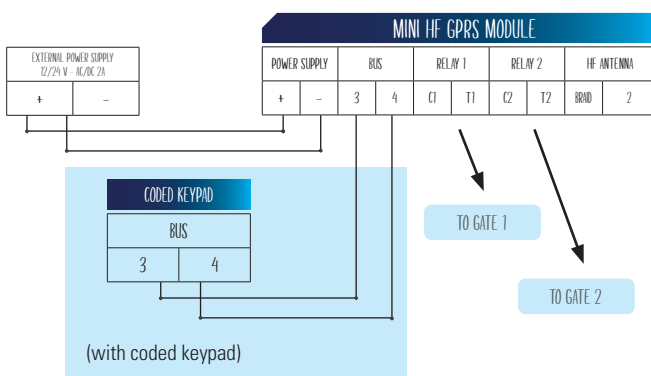 MINI HF GPRS MODULE
EXTERNAL POWER SUPPLY
12/24 V - AC/DC 2A
+ -
POWER SUPPLY BUS RELAY 1 RELAY 2 HF ANTENNA
+ - 3 4 C1 T1 C2 T2 BRAID 2
CODED KEYPAD
BUS
3 4
TO GATE 1
TO GATE 2
(with coded keypad)